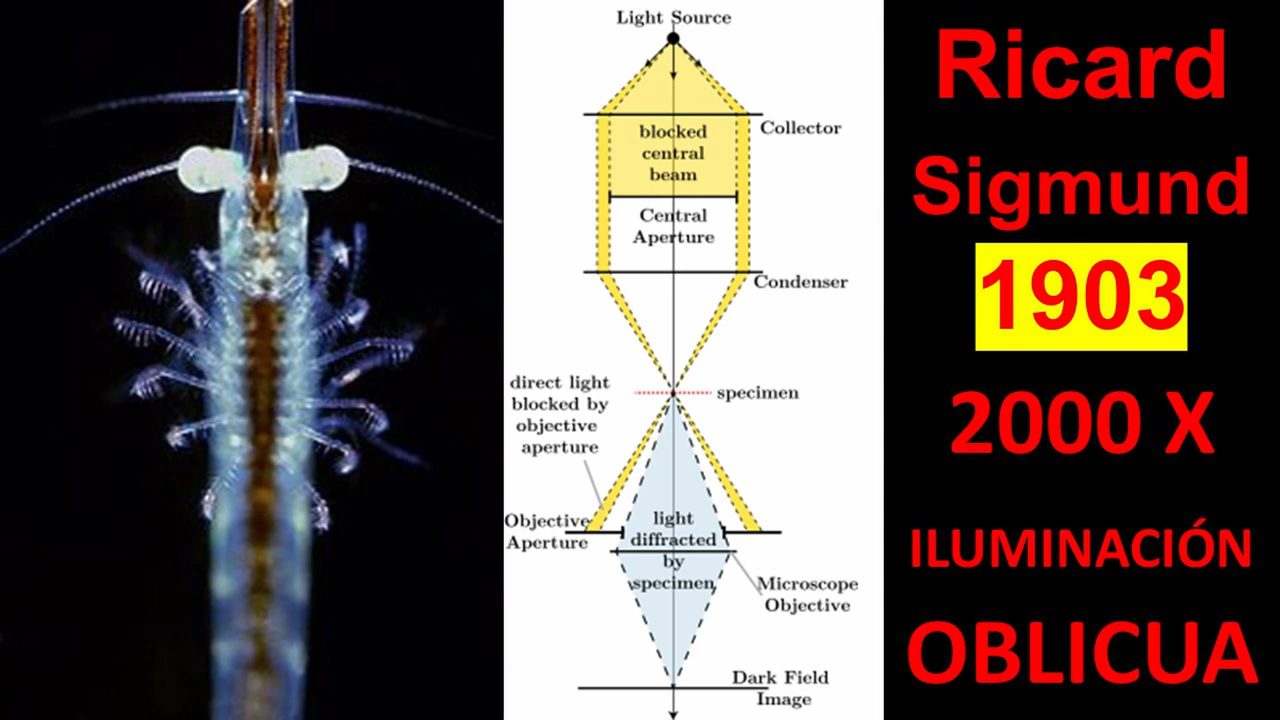 Light Source
Collector
blocked
central
beam
Central
Aperture
Condenser
direct light
blocked by
objective
aperture
specimen
Objective
Aperture
light
diffracted
by
specimen
Microscope
Objective
Dark Field
Image
Ricard
Sigmund
1903
2000 X
ILUMINACIÓN
OBLICUA